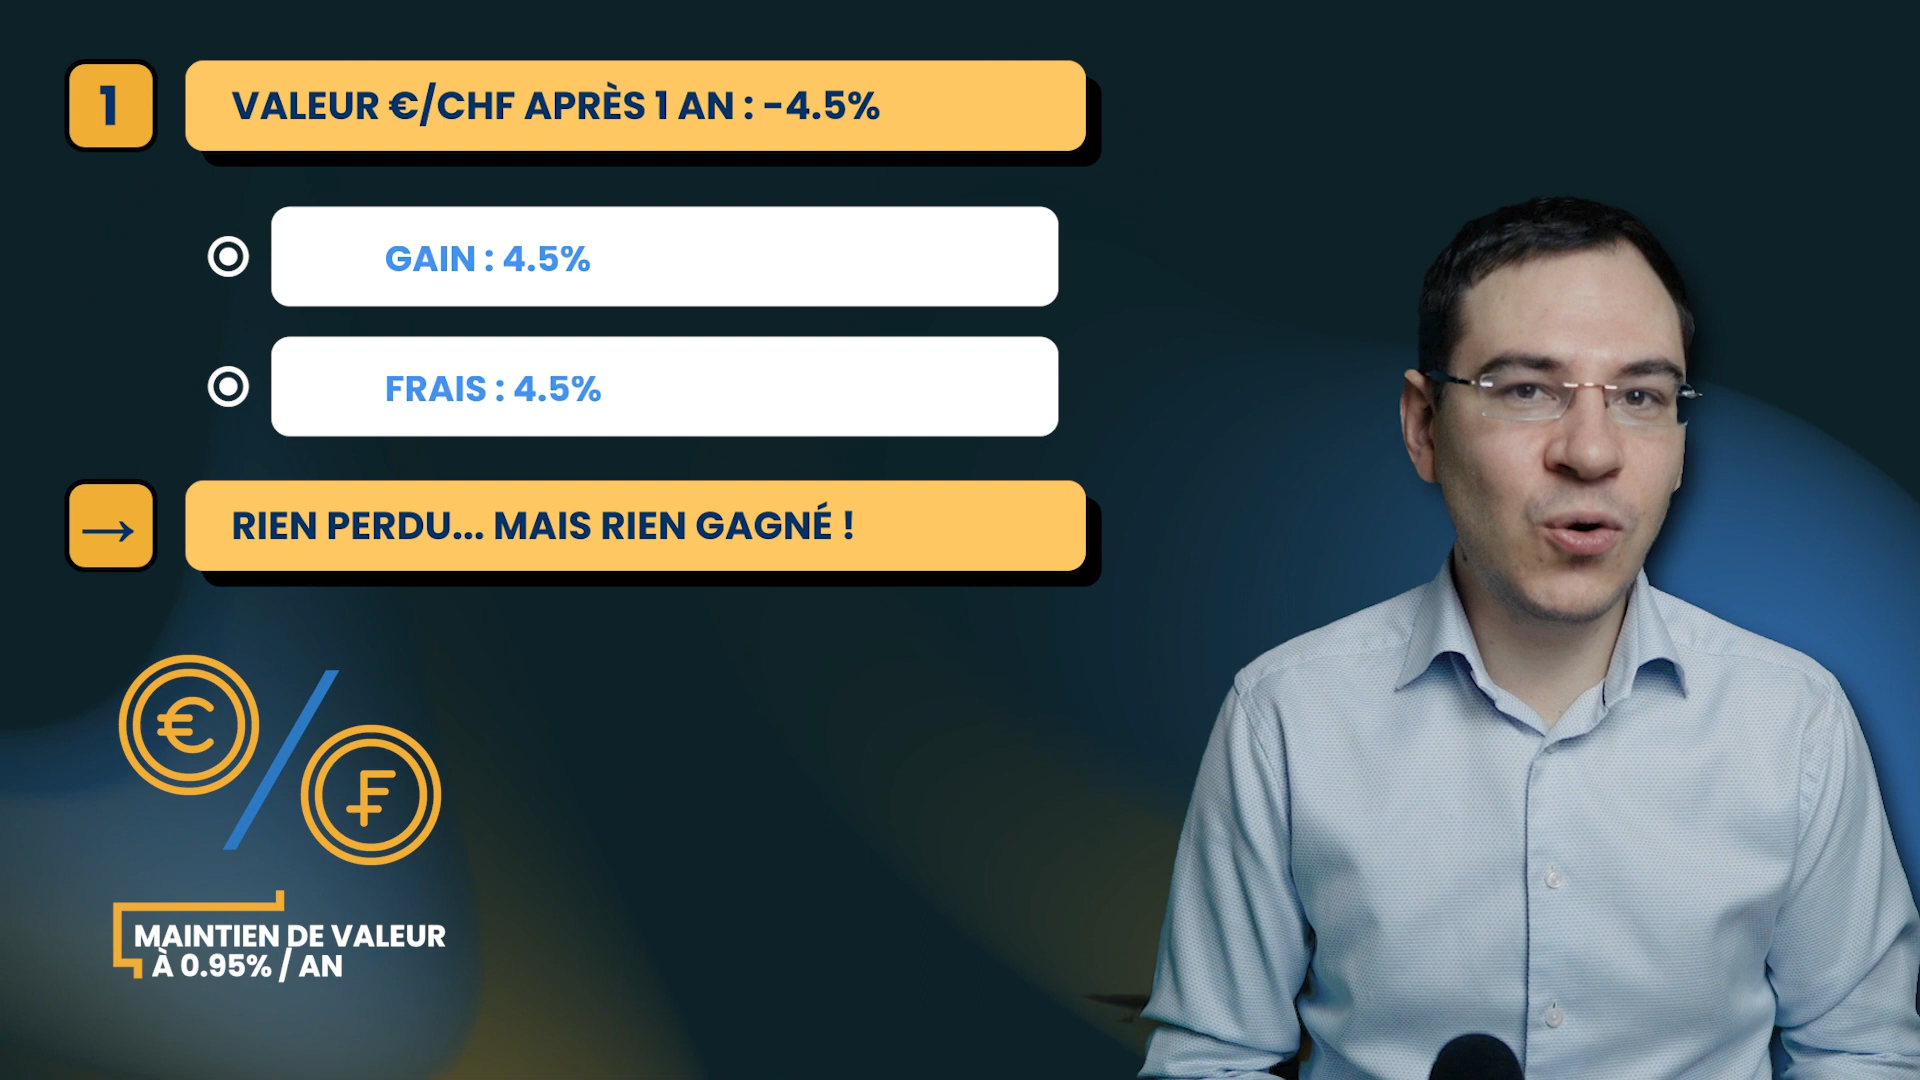 1
VALEUR €/CHF APRÈS 1 AN : -4.5%
GAIN : 4.5%
FRAIS : 4.5%
→
RIEN PERDU... MAIS RIEN GAGNÉ !
€
₣
MAINTIEN DE VALEUR
À 0.95% / AN